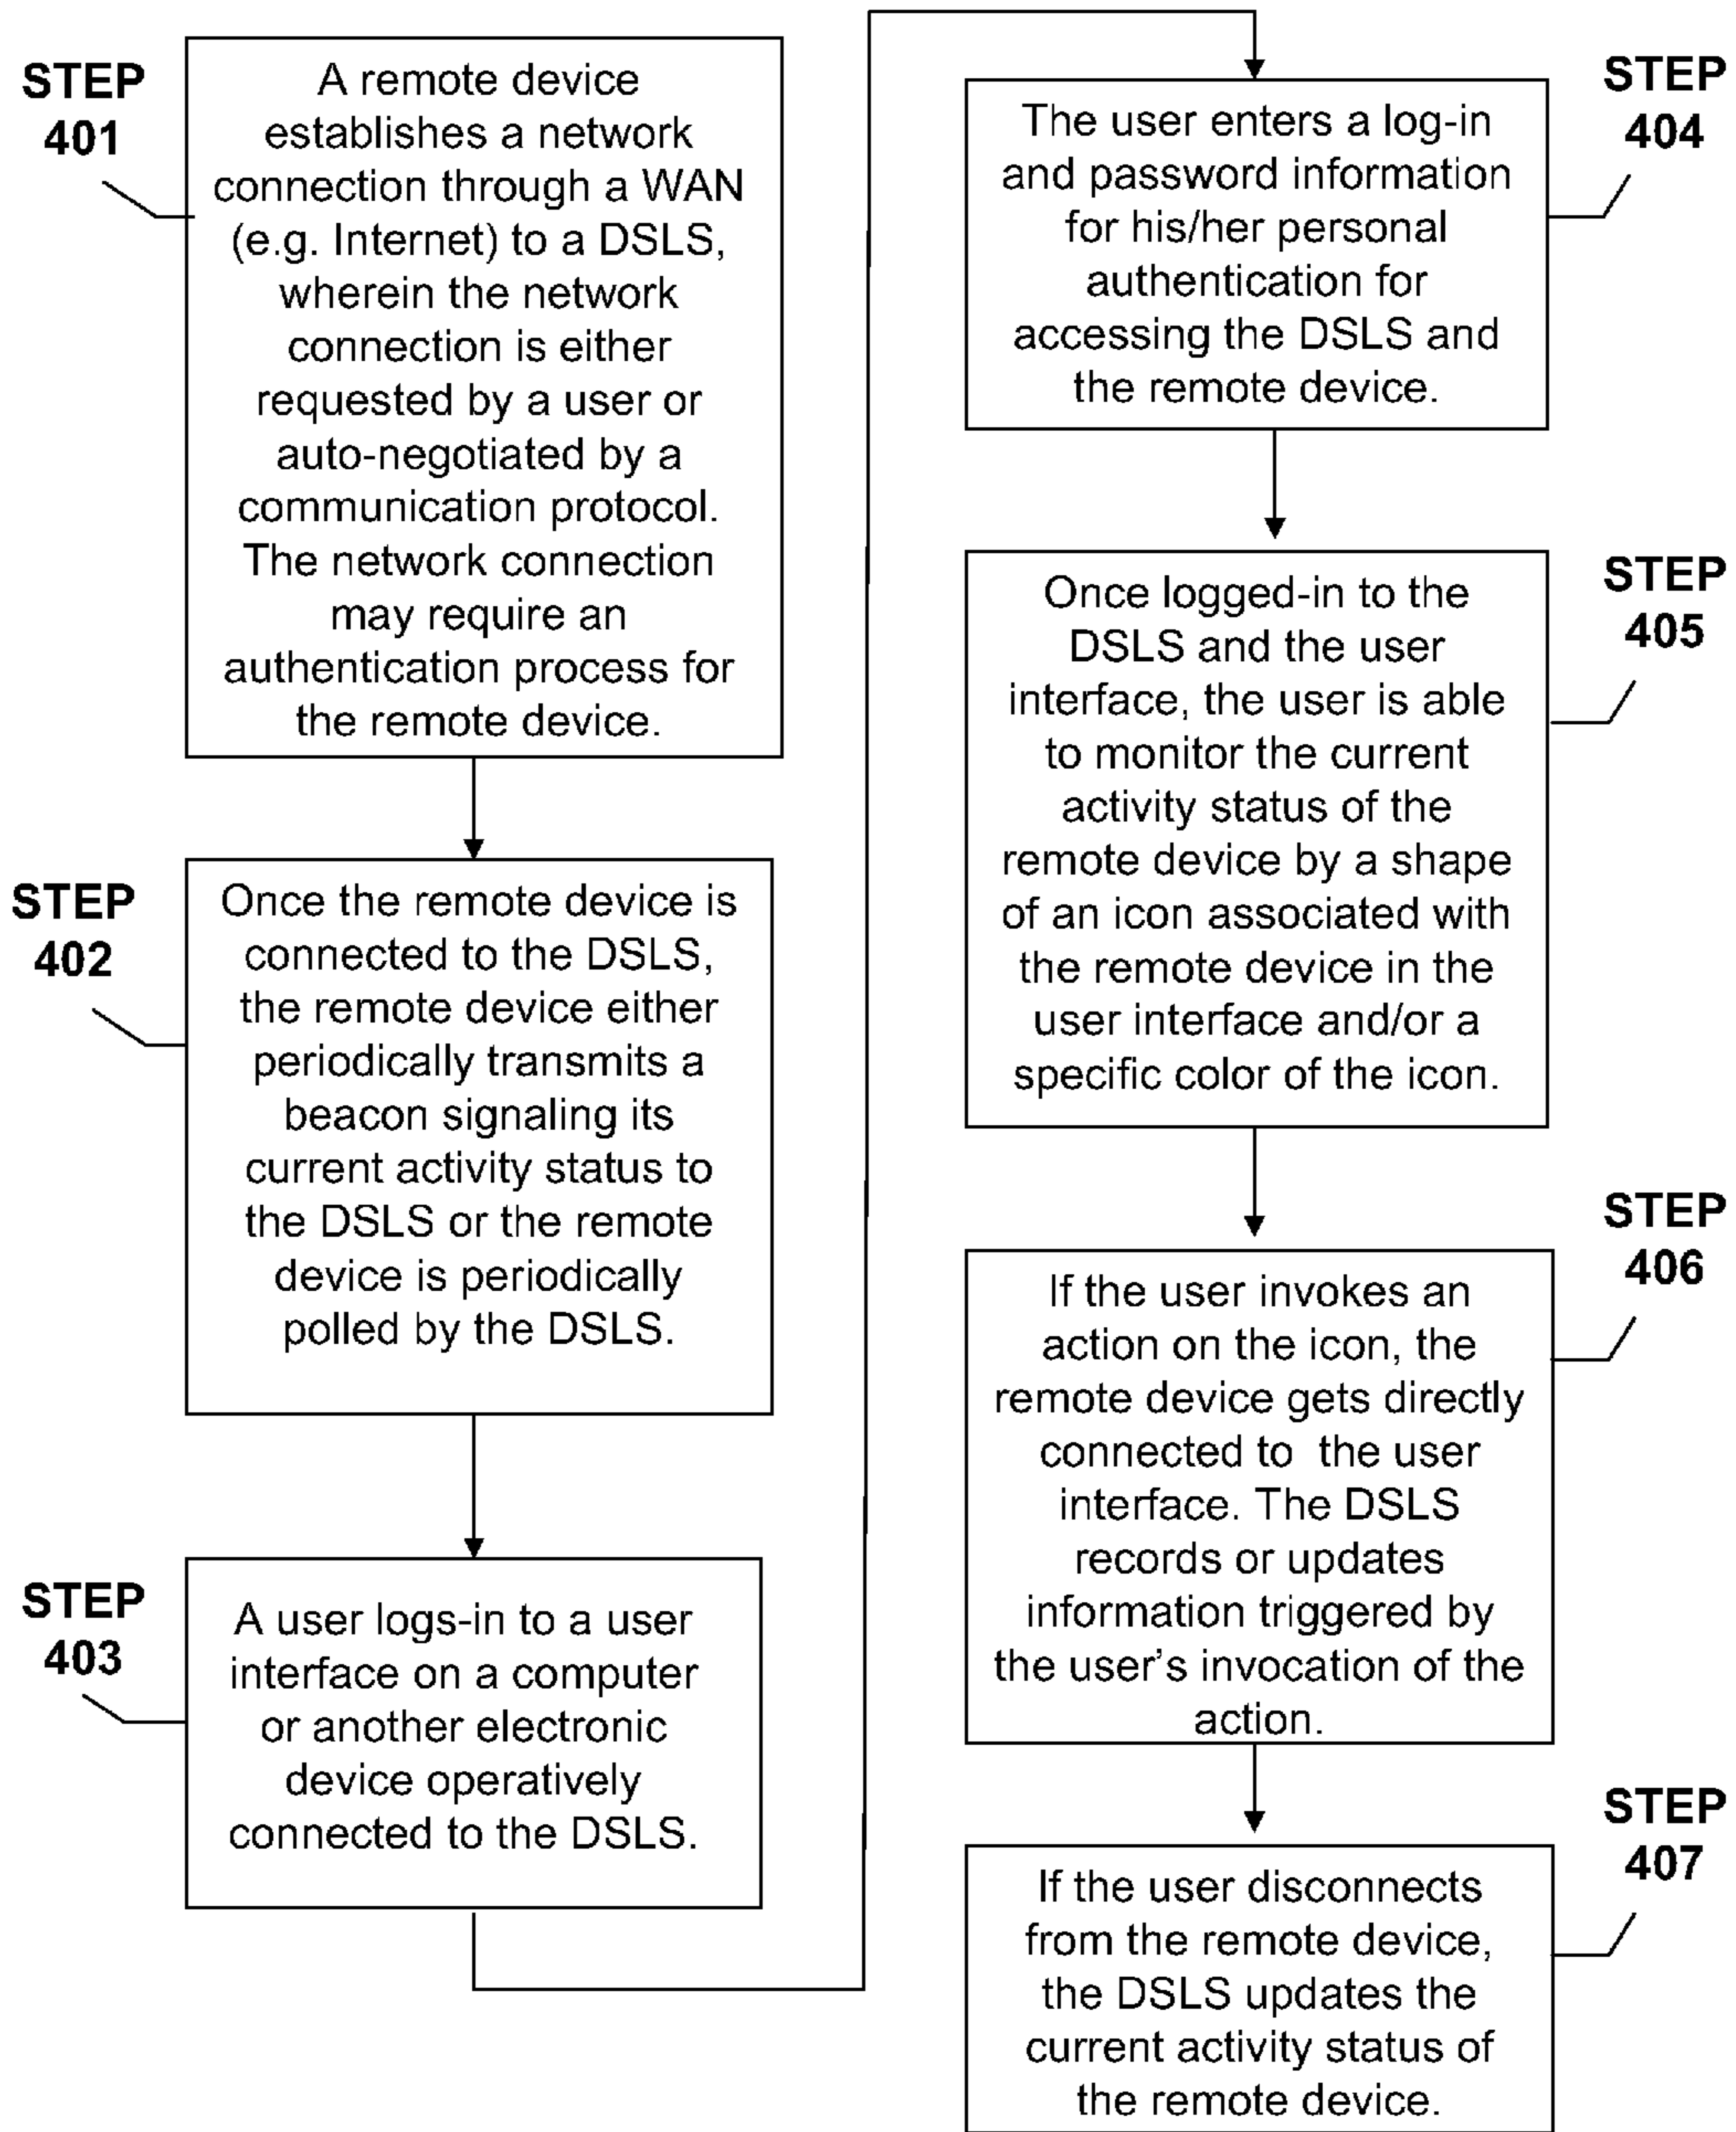 STEP
401
A remote device
establishes a network
connection through a WAN
(e.g. Internet) to a DSLS,
wherein the network
connection is either
requested by a user or
auto-negotiated by a
communication protocol.
The network connection
may require an
authentication process for
the remote device.
STEP
402
Once the remote device is
connected to the DSLS,
the remote device either
periodically transmits a
beacon signaling its
current activity status to
the DSLS or the remote
device is periodically
polled by the DSLS.
STEP
403
A user logs-in to a user
interface on a computer
or another electronic
device operatively
connected to the DSLS.
STEP
404
The user enters a log-in
and password information
for his/her personal
authentication for
accessing the DSLS and
the remote device.
STEP
405
Once logged-in to the
DSLS and the user
interface, the user is able
to monitor the current
activity status of the
remote device by a shape
of an icon associated with
the remote device in the
user interface and/or a
specific color of the icon.
STEP
406
If the user invokes an
action on the icon, the
remote device gets directly
connected to the user
interface. The DSLS
records or updates
information triggered by
the user's invocation of the
action.
STEP
407
If the user disconnects
from the remote device,
the DSLS updates the
current activity status of
the remote device.